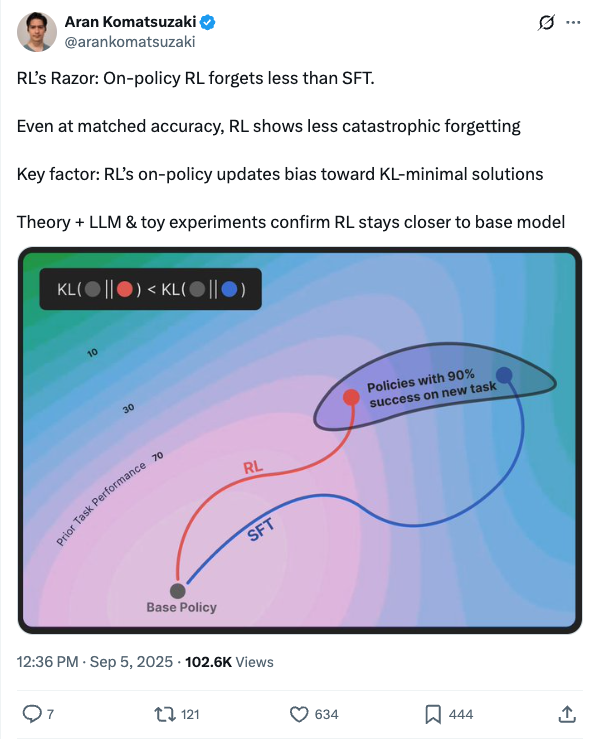 Aran Komatsuzaki
@arankomatsuzaki
RL’s Razor: On-policy RL forgets less than SFT.
Even at matched accuracy, RL shows less catastrophic forgetting
Key factor: RL’s on-policy updates bias toward KL-minimal solutions
Theory + LLM & toy experiments confirm RL stays closer to base model
KL( || ) < KL( || )
10
30
70
Prior Task Performance
Policies with 90%
success on new task
RL
SFT
Base Policy
12:36 PM · Sep 5, 2025 · 102.6K Views
7
121
634
444